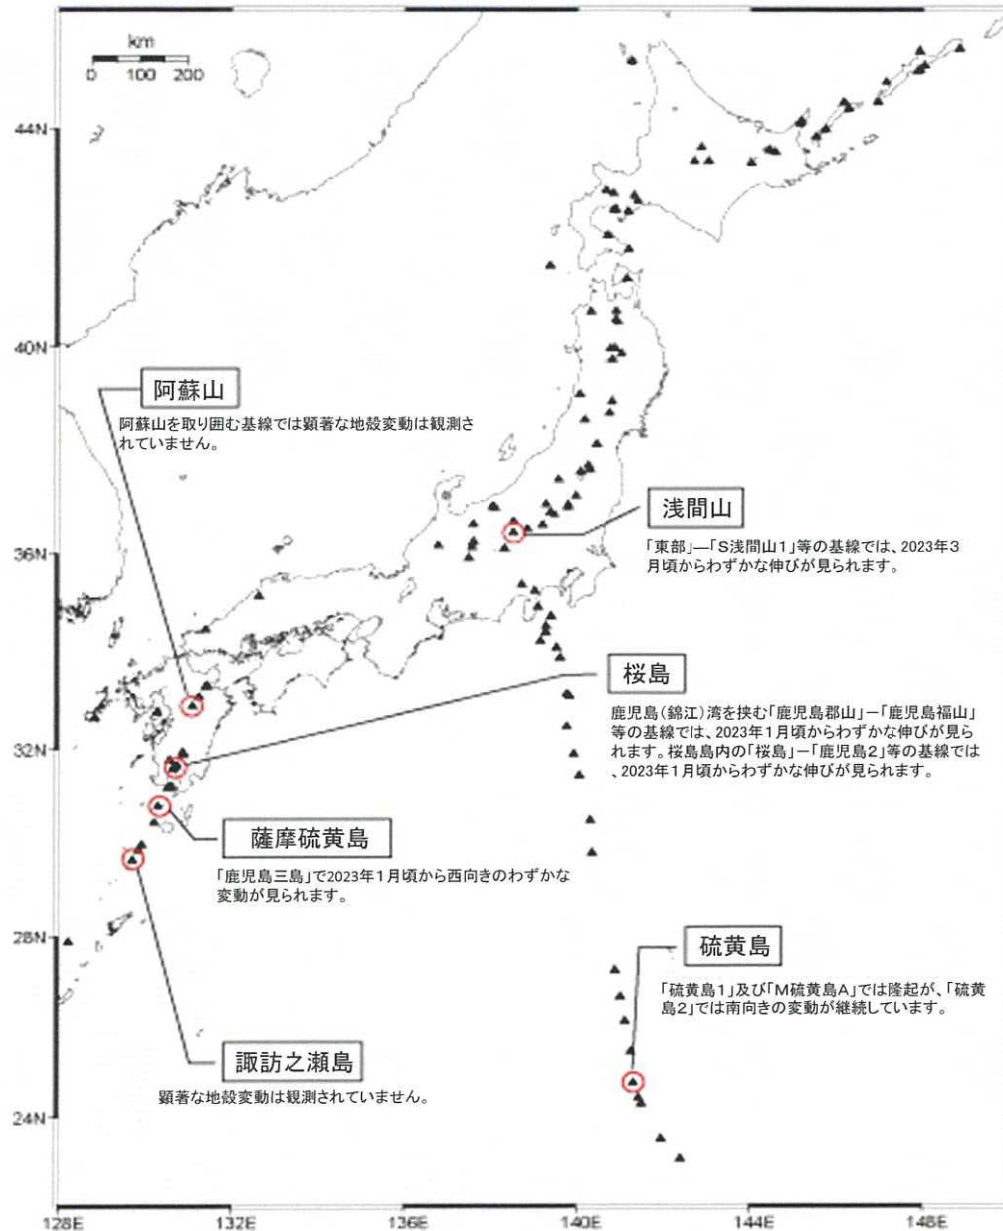 km
0 100 200
44N
40N
36N
32N
28N
24N
128E 132E 136E 140E 144E 148E
阿蘇山
阿蘇山を取り囲む基線では顕著な地殻変動は観測さ
れていません。
浅間山
「東部」―「S浅間山1」等の基線では、2023年3
月頃からわずかな伸びが見られます。
桜島
鹿児島(錦江)湾を挟む「鹿児島郡山」－「鹿児島福山」
等の基線では、2023年1月頃からわずかな伸びが見ら
れます。桜島島内の「桜島」－「鹿児島2」等の基線では
、2023年1月頃からわずかな伸びが見られます。
薩摩硫黄島
「鹿児島三島」で2023年1月頃から西向きのわずかな
変動が見られます。
硫黄島
「硫黄島1」及び「M硫黄島A」では隆起が、「硫黄
島2」では南向きの変動が継続しています。
諏訪之瀬島
顕著な地殻変動は観測されていません。